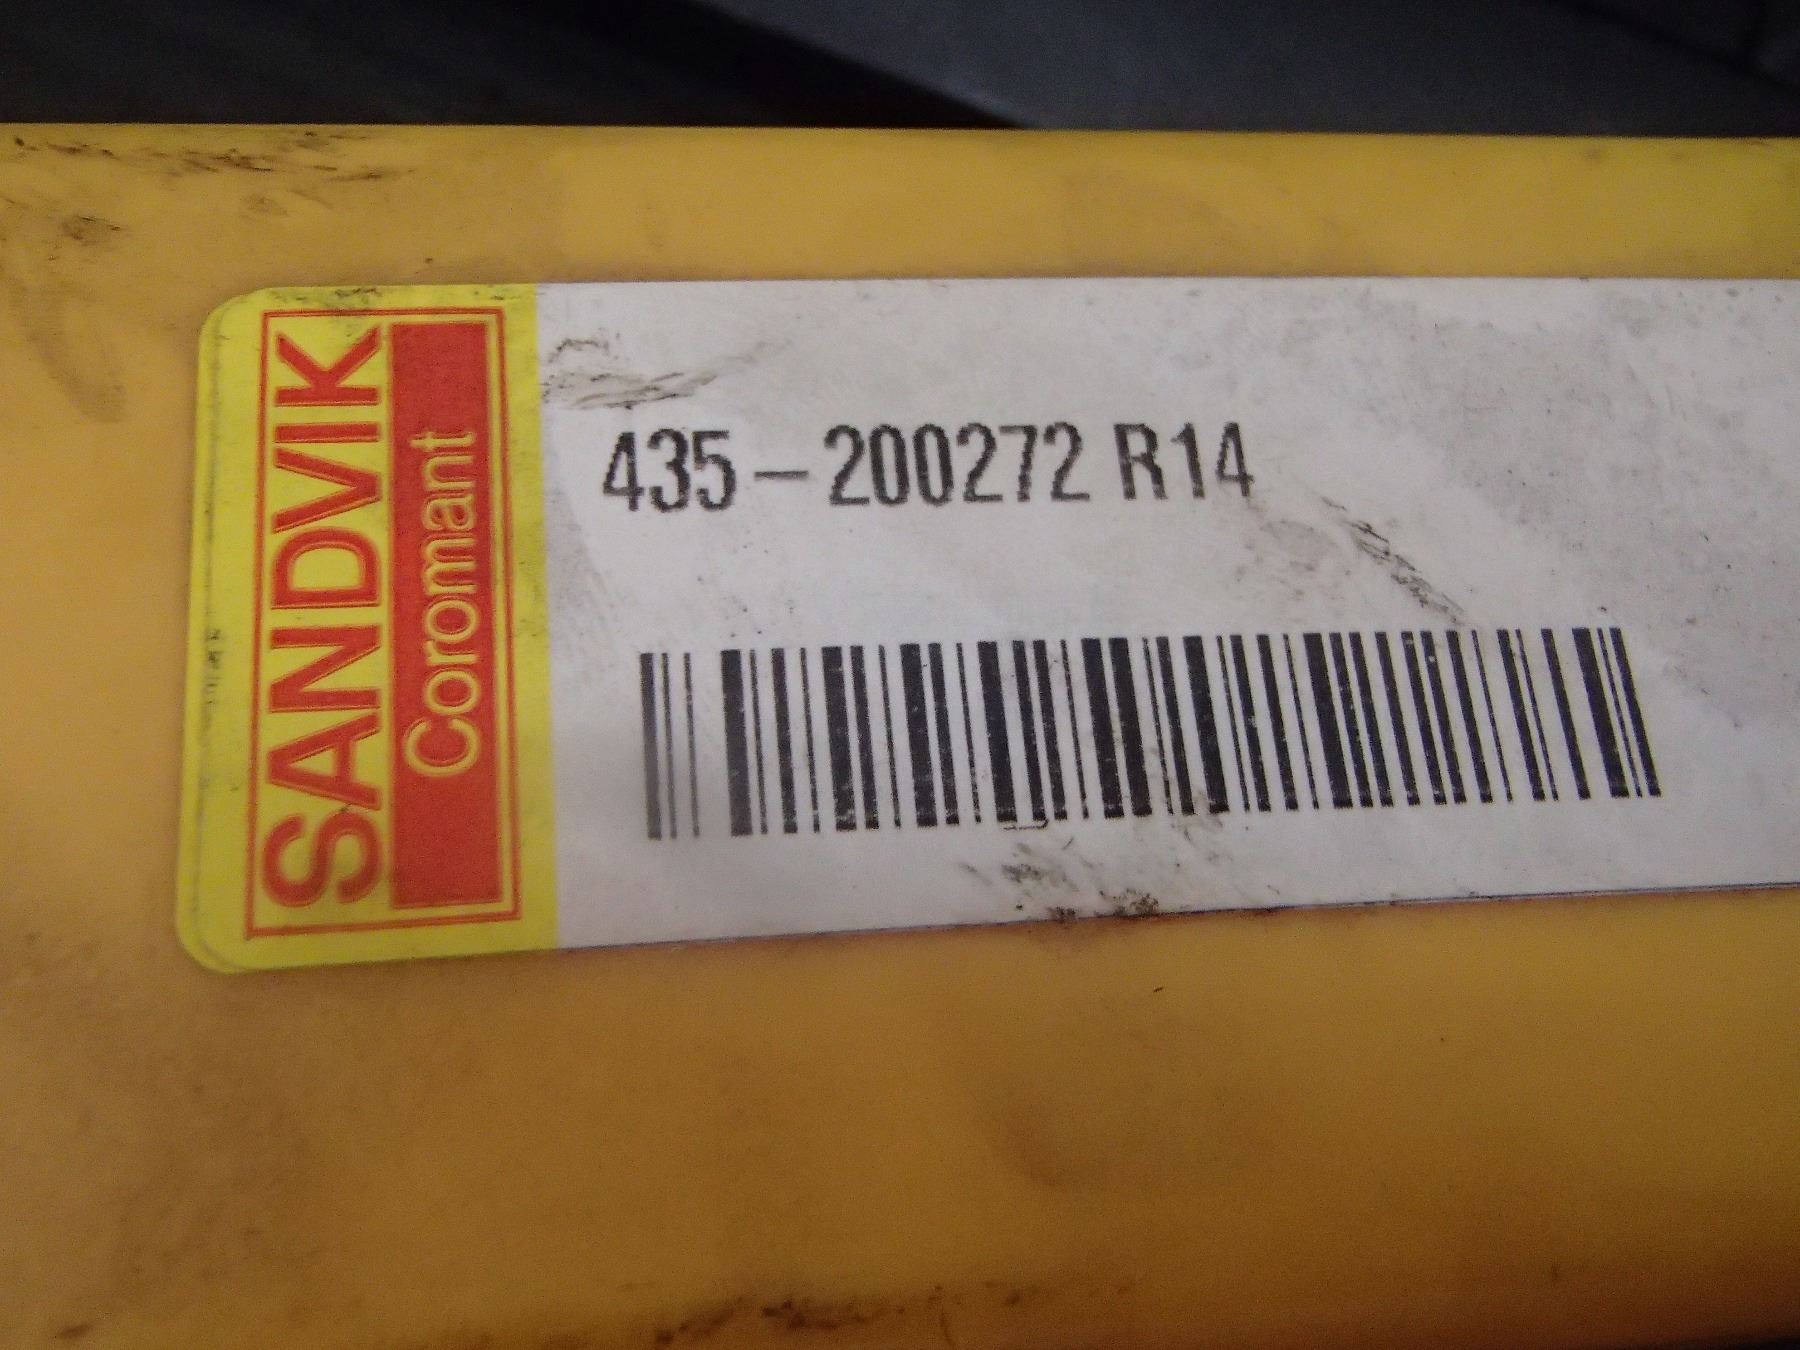 SANDVIK
Coromant
435-200272 R14